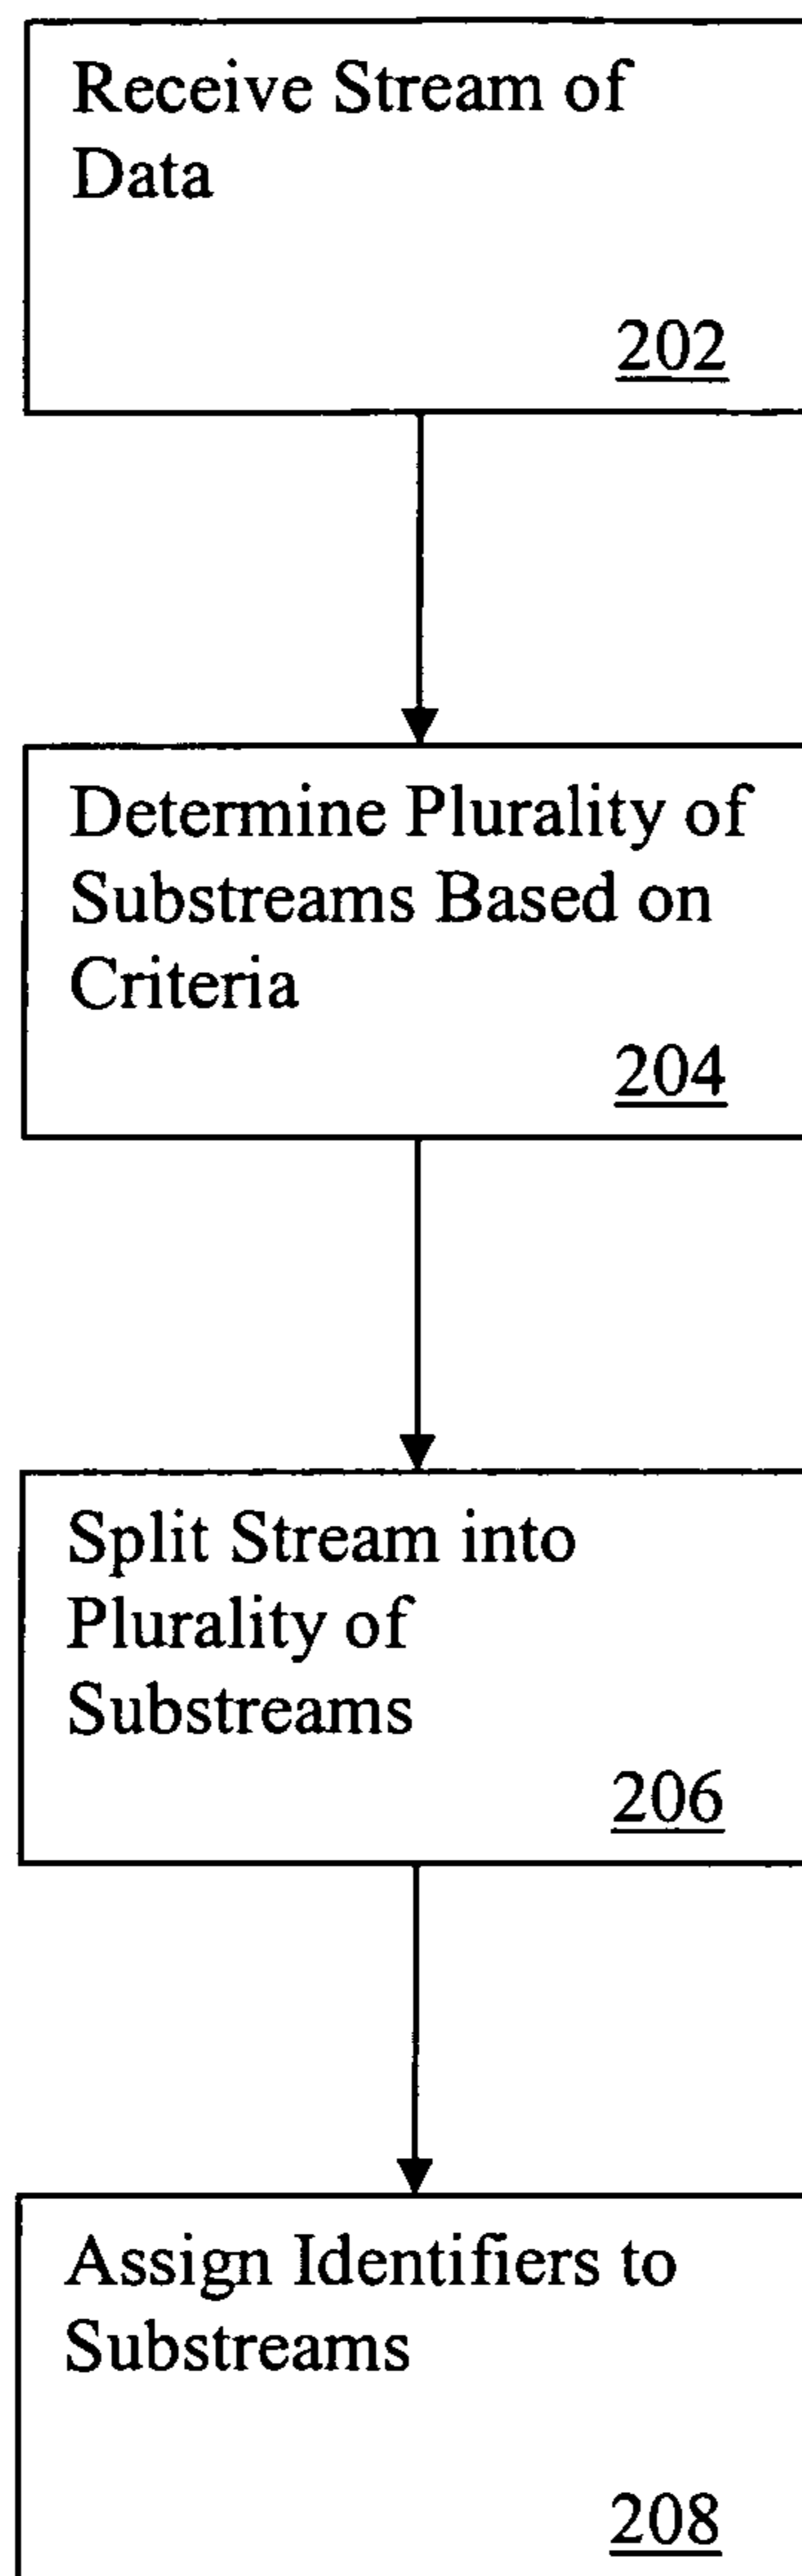 Receive Stream of
Data
202
Determine Plurality of
Substreams Based on
Criteria
204
Split Stream into
Plurality of
Substreams
206
Assign Identifiers to
Substreams
208